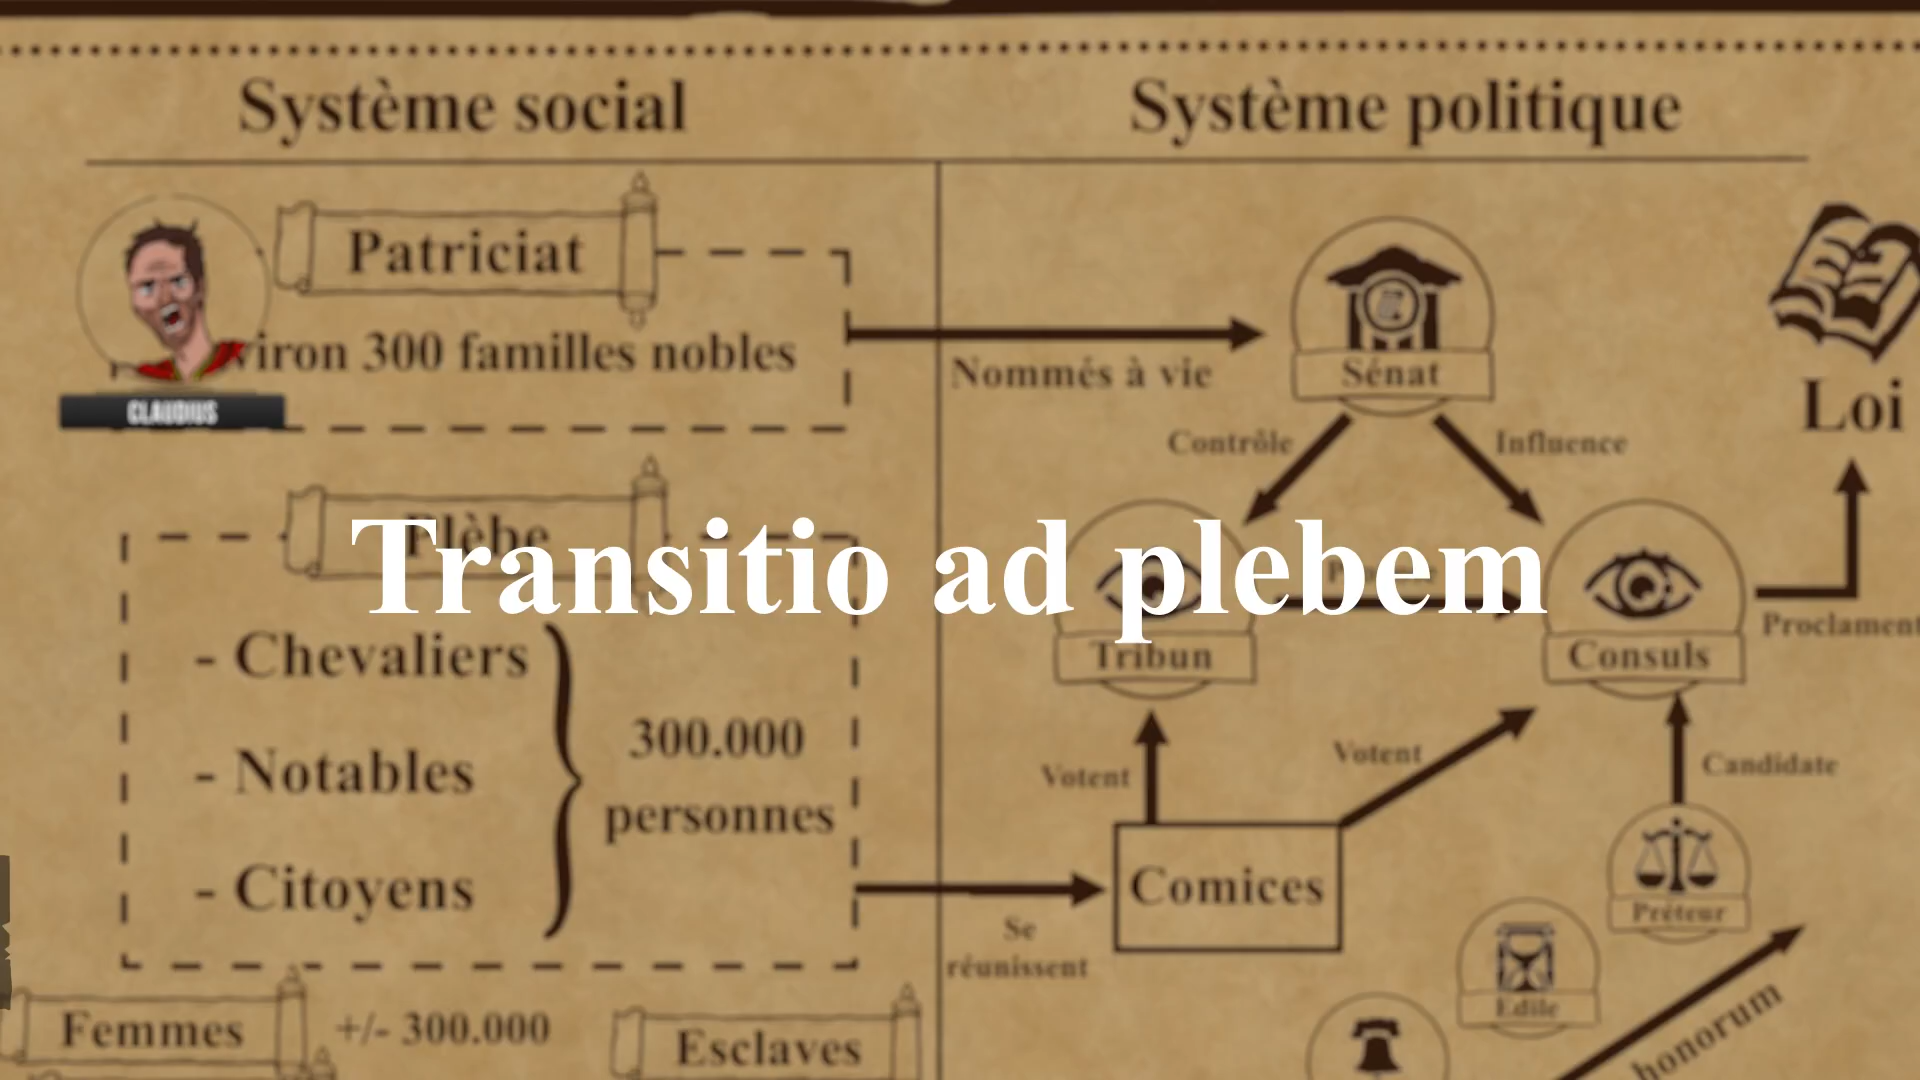 Système social
Système politique
Patriciat
viron 300 familles nobles
CLAUDIUS
Nommés à vie
Sénat
Loi
Contrôle
Influence
Plèbe
Transitio ad plebem
Tribun
Consuls
Proclament
- Chevaliers
- Notables
- Citoyens
300.000
personnes
Votent
Votent
Candidate
Comices
Se
réunissent
Préteur
Edile
honorum
Femmes
+/- 300.000
Esclaves